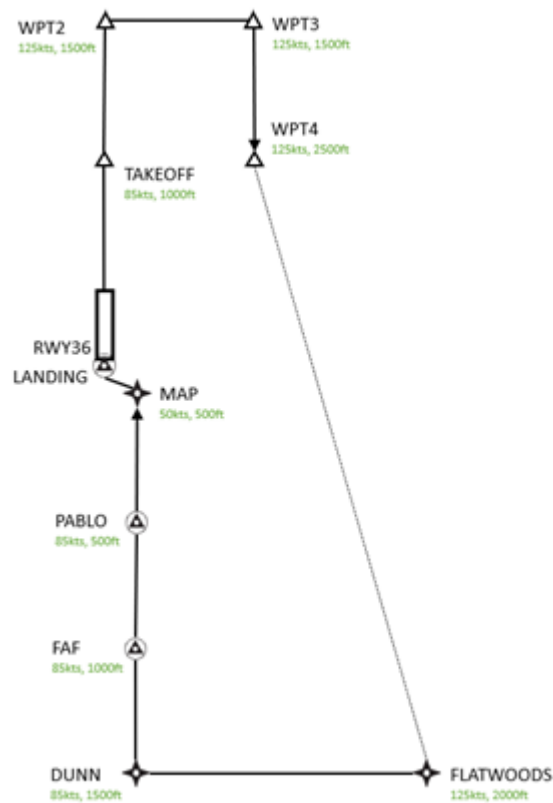 WPT2
125kts, 1500ft
WPT3
125kts, 1500ft
WPT4
125kts, 2500ft
TAKEOFF
85kts, 1000ft
RWY36
LANDING
MAP
50kts, 500ft
PABLO
85kts, 500ft
FAF
85kts, 1000ft
DUNN
85kts, 1500ft
FLATWOODS
125kts, 2000ft